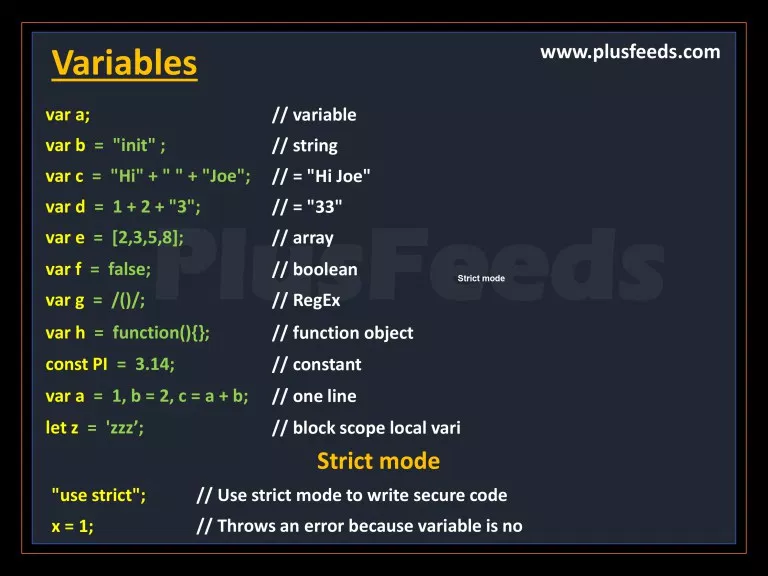 Variables
www.plusfeeds.com
var a; // variable
var b = "init" ; // string
var c = "Hi" + " " + "Joe"; // = "Hi Joe"
var d = 1 + 2 + "3"; // = "33"
var e = [2,3,5,8]; // array
var f = false; // boolean
Strict mode
var g = /()/; // RegEx
var h = function(){}; // function object
const PI = 3.14; // constant
var a = 1, b = 2, c = a + b; // one line
let z = 'zzz’; // block scope local vari
Strict mode
"use strict"; // Use strict mode to write secure code
x = 1; // Throws an error because variable is no
PlusFeeds